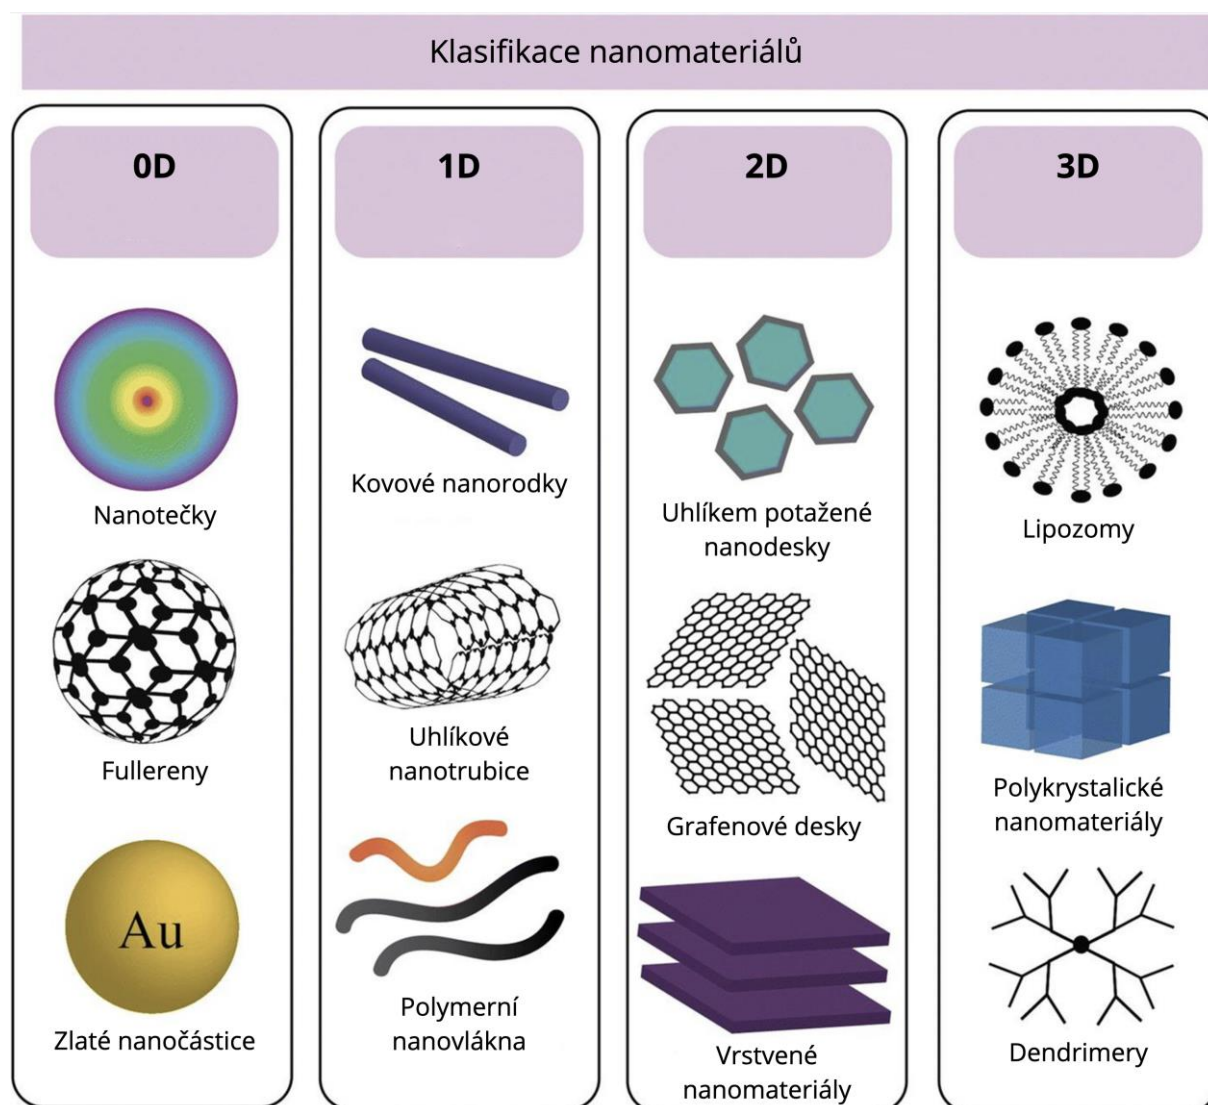 Klasifikace nanomateriálů
0D
Nanotečky
Fullereny
Au
Zlaté nanočástice
1D
Kovové nanorodky
Uhlíkové
nanotrubice
Polymerní
nanovlákna
2D
Uhlíkem potažené
nanodesky
Grafenové desky
Vrstvené
nanomateriály
3D
Lipozomy
Polykrystalické
nanomateriály
Dendrimery